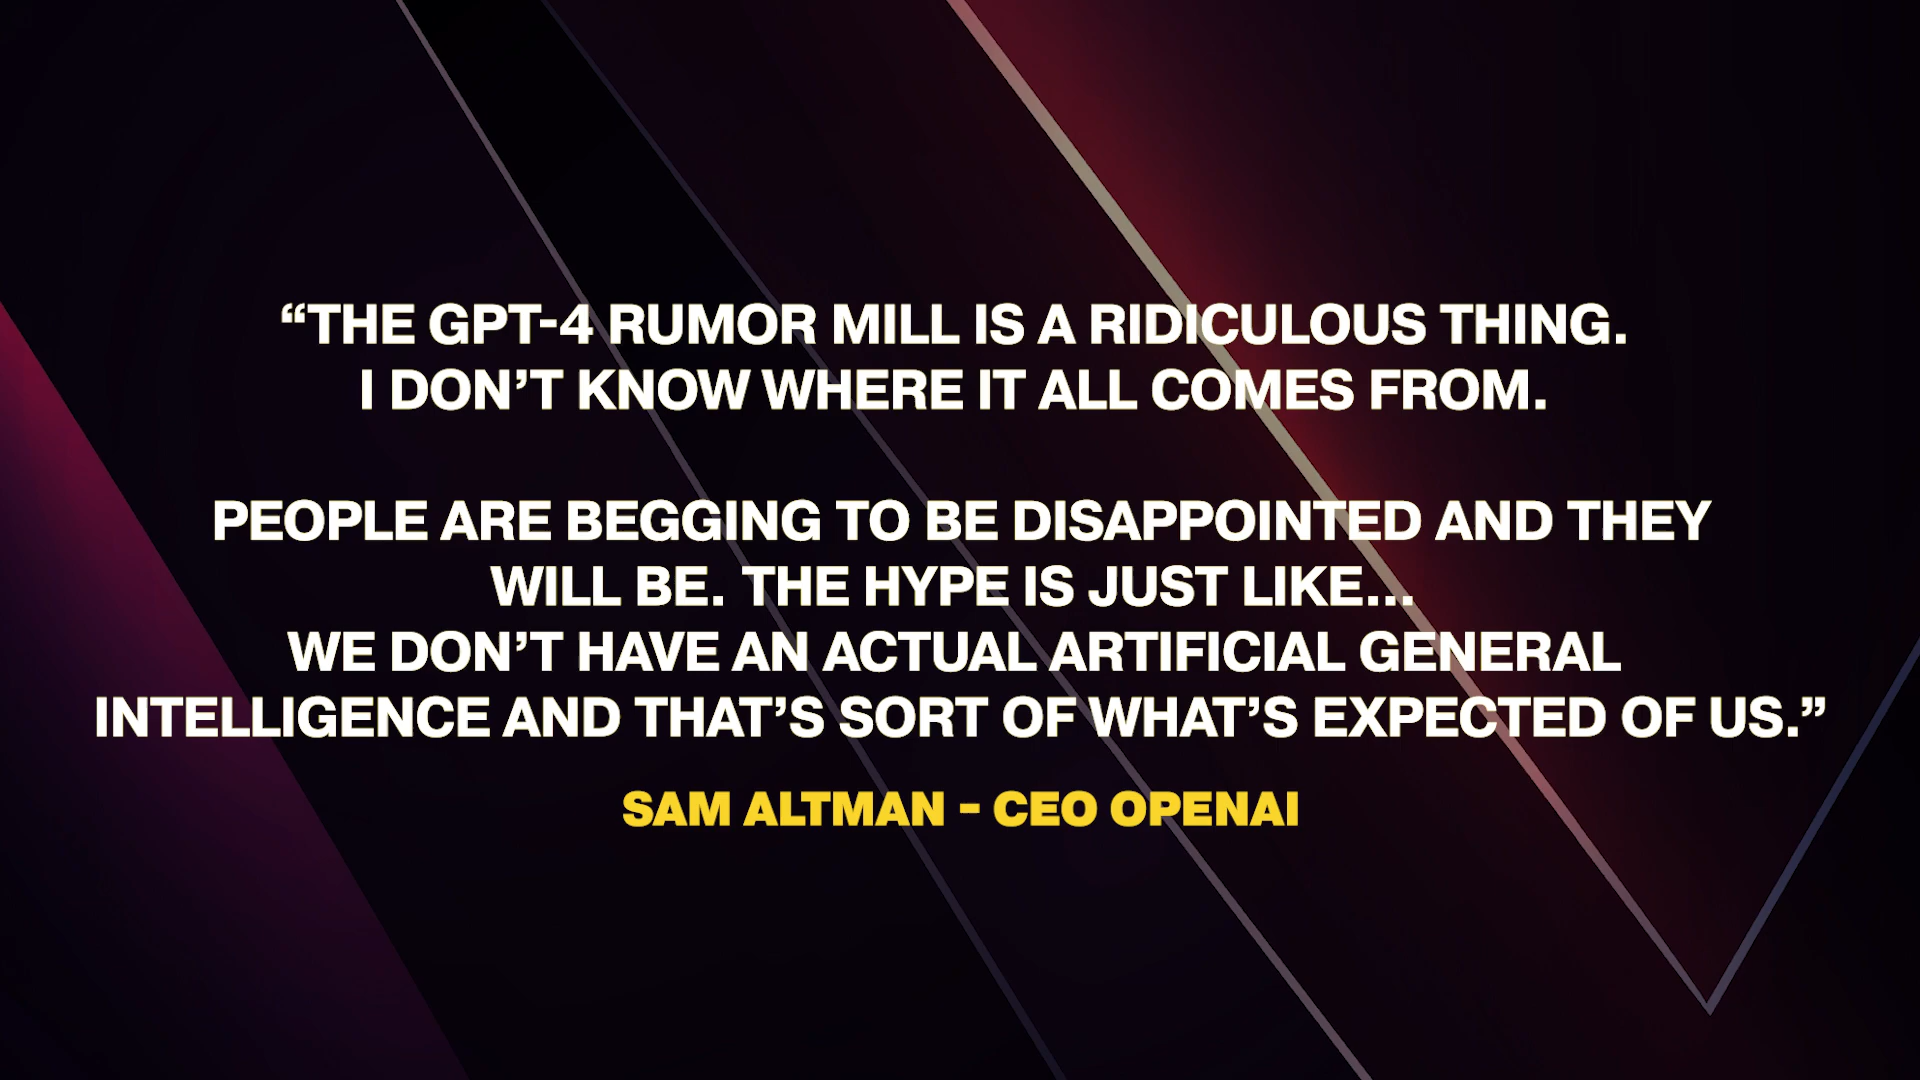 “THE GPT-4 RUMOR MILL IS A RIDICULOUS THING.
I DON’T KNOW WHERE IT ALL COMES FROM.
PEOPLE ARE BEGGING TO BE DISAPPOINTED AND THEY
WILL BE. THE HYPE IS JUST LIKE...
WE DON’T HAVE AN ACTUAL ARTIFICIAL GENERAL
INTELLIGENCE AND THAT’S SORT OF WHAT’S EXPECTED OF US.”
SAM ALTMAN - CEO OPENAI